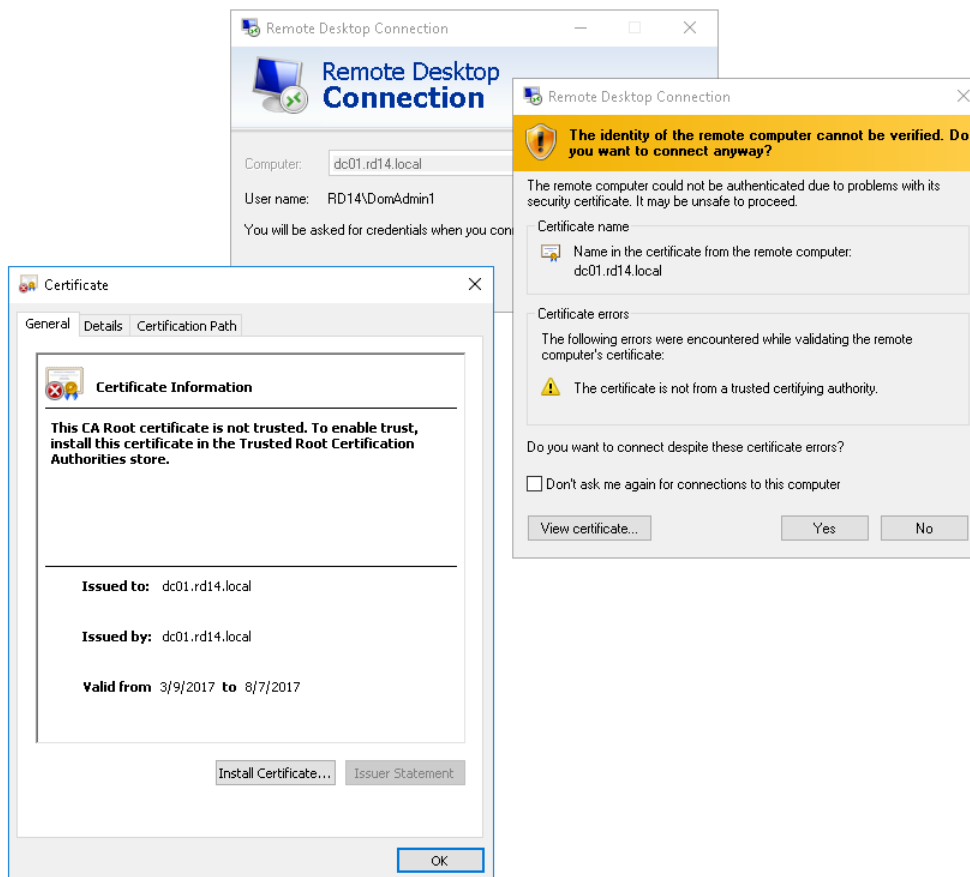 Remote Desktop Connection
Remote Desktop
Connection
Computer:
dc01.rd14.local
User name: RD14\DomAdmin1
You will be asked for credentials when you con
Remote Desktop Connection
The identity of the remote computer cannot be verified. Do
you want to connect anyway?
The remote computer could not be authenticated due to problems with its
security certificate. It may be unsafe to proceed.
Certificate name
Name in the certificate from the remote computer:
dc01.rd14.local
Certificate errors
The following errors were encountered while validating the remote
computer's certificate:
The certificate is not from a trusted certifying authority.
Do you want to connect despite these certificate errors?
Don't ask me again for connections to this computer
View certificate...
Yes
No
Certificate
General Details Certification Path
Certificate Information
This CA Root certificate is not trusted. To enable trust,
install this certificate in the Trusted Root Certification
Authorities store.
Issued to: dc01.rd14.local
Issued by: dc01.rd14.local
Valid from 3/9/2017 to 8/7/2017
Install Certificate... Issuer Statement
OK